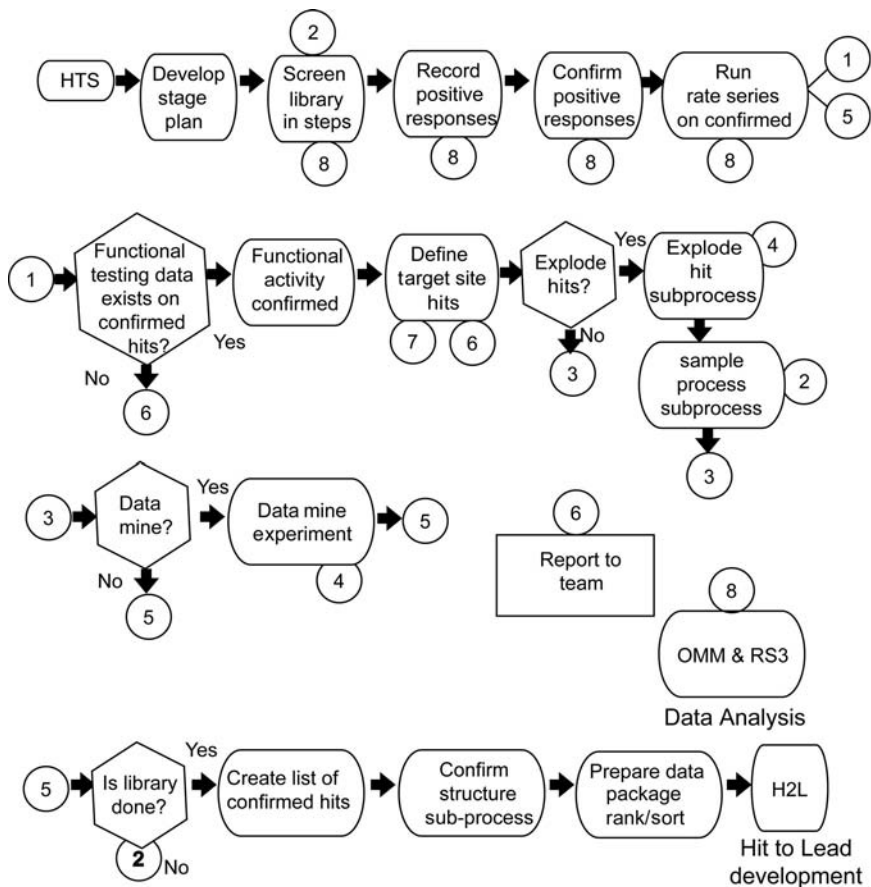 2
HTS
Develop
stage
plan
Screen
library
in steps
Record
positive
responses
Confirm
positive
responses
Run
rate series
on confirmed
1
5
8
8
8
8
1
Functional
testing data
exists on
confirmed
hits?
Yes
No
6
Functional
activity
confirmed
Define
target site
hits
7
6
Explode
hits?
Yes
No
3
Explode
hit
subprocess
4
sample
process
subprocess
2
3
3
Data
mine?
Yes
No
5
Data mine
experiment
4
5
6
Report to
team
8
OMM & RS3
Data Analysis
5
Is library
done?
Yes
2
No
Create list of
confirmed hits
Confirm
structure
sub-process
Prepare data
package
rank/sort
H2L
Hit to Lead
development